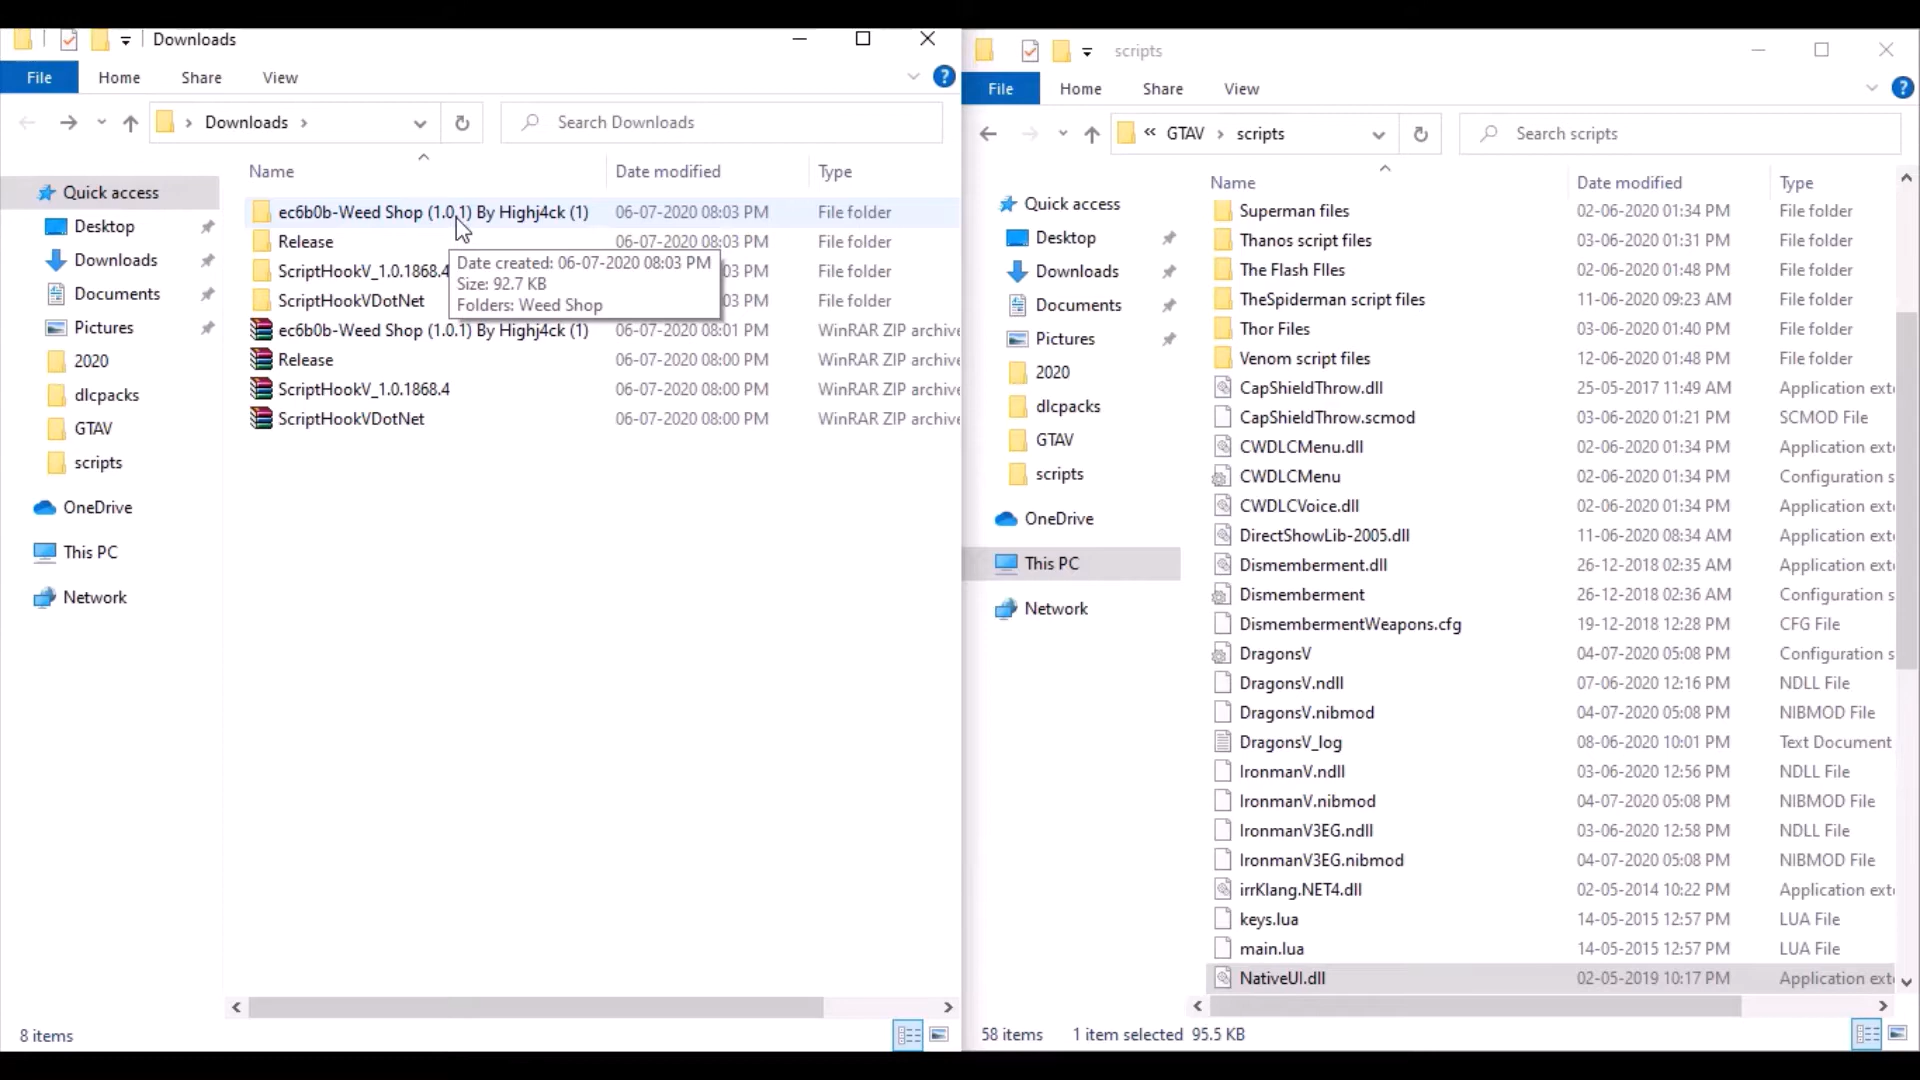 Downloads
File Home Share View
Downloads
Search Downloads
Name Date modified Type
Quick access
Desktop
Downloads
Documents
Pictures
2020
dlcpacks
GTAV
scripts
OneDrive
This PC
Network
ec6b0b-Weed Shop (1.0.1) By Highj4ck (1) 06-07-2020 08:03 PM File folder
Release 06-07-2020 08:03 PM File folder
ScriptHookV_1.0.1868.4 03 PM File folder
ScriptHookVDotNet 03 PM File folder
ec6b0b-Weed Shop (1.0.1) By Highj4ck (1) 06-07-2020 08:01 PM WinRAR ZIP archive
Release 06-07-2020 08:00 PM WinRAR ZIP archive
ScriptHookV_1.0.1868.4 06-07-2020 08:00 PM WinRAR ZIP archive
ScriptHookVDotNet 06-07-2020 08:00 PM WinRAR ZIP archive
Date created: 06-07-2020 08:03 PM
Size: 92.7 KB
Folders: Weed Shop
8 items
scripts
File Home Share View
« GTAV scripts
Search scripts
Name Date modified Type
Quick access
Desktop
Downloads
Documents
Pictures
2020
dlcpacks
GTAV
scripts
OneDrive
This PC
Network
Superman files 02-06-2020 01:34 PM File folder
Thanos script files 03-06-2020 01:31 PM File folder
The Flash FIles 02-06-2020 01:48 PM File folder
TheSpiderman script files 11-06-2020 09:23 AM File folder
Thor Files 03-06-2020 01:40 PM File folder
Venom script files 12-06-2020 01:48 PM File folder
CapShieldThrow.dll 25-05-2017 11:49 AM Application ext
CapShieldThrow.scmod 03-06-2020 01:21 PM SCMOD File
CWDLCMenu.dll 02-06-2020 01:34 PM Application ext
CWDLCMenu 02-06-2020 01:34 PM Configuration s
CWDLCVoice.dll 02-06-2020 01:34 PM Application ext
DirectShowLib-2005.dll 11-06-2020 08:34 AM Application ext
Dismemberment.dll 26-12-2018 02:35 AM Application ext
Dismemberment 26-12-2018 02:36 AM Configuration s
DismembermentWeapons.cfg 19-12-2018 12:28 PM CFG File
DragonsV 04-07-2020 05:08 PM Configuration s
DragonsV.ndll 07-06-2020 12:16 PM NDLL File
DragonsV.nibmod 04-07-2020 05:08 PM NIBMOD File
DragonsV_log 08-06-2020 10:01 PM Text Document
IronmanV.ndll 03-06-2020 12:56 PM NDLL File
IronmanV.nibmod 04-07-2020 05:08 PM NIBMOD File
IronmanV3EG.ndll 03-06-2020 12:58 PM NDLL File
IronmanV3EG.nibmod 04-07-2020 05:08 PM NIBMOD File
irrKlang.NET4.dll 02-05-2014 10:22 PM Application ext
keys.lua 14-05-2015 12:57 PM LUA File
main.lua 14-05-2015 12:57 PM LUA File
NativeUI.dll 02-05-2019 10:17 PM Application ext
58 items 1 item selected 95.5 KB